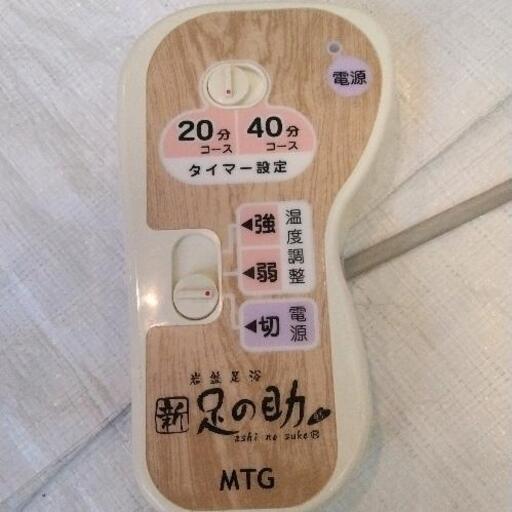 電源
20分コース 40分コース
タイマー設定
温度調整
◀強
◀弱
電源
◀切
岩盤足浴
新 足の助
ashi no suke®
MTG